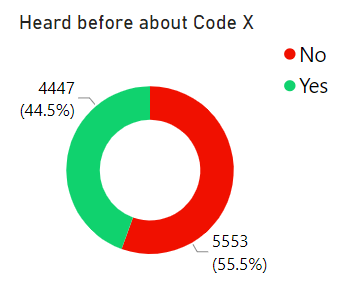 Heard before about Code X
No
Yes
4447
(44.5%)
5553
(55.5%)